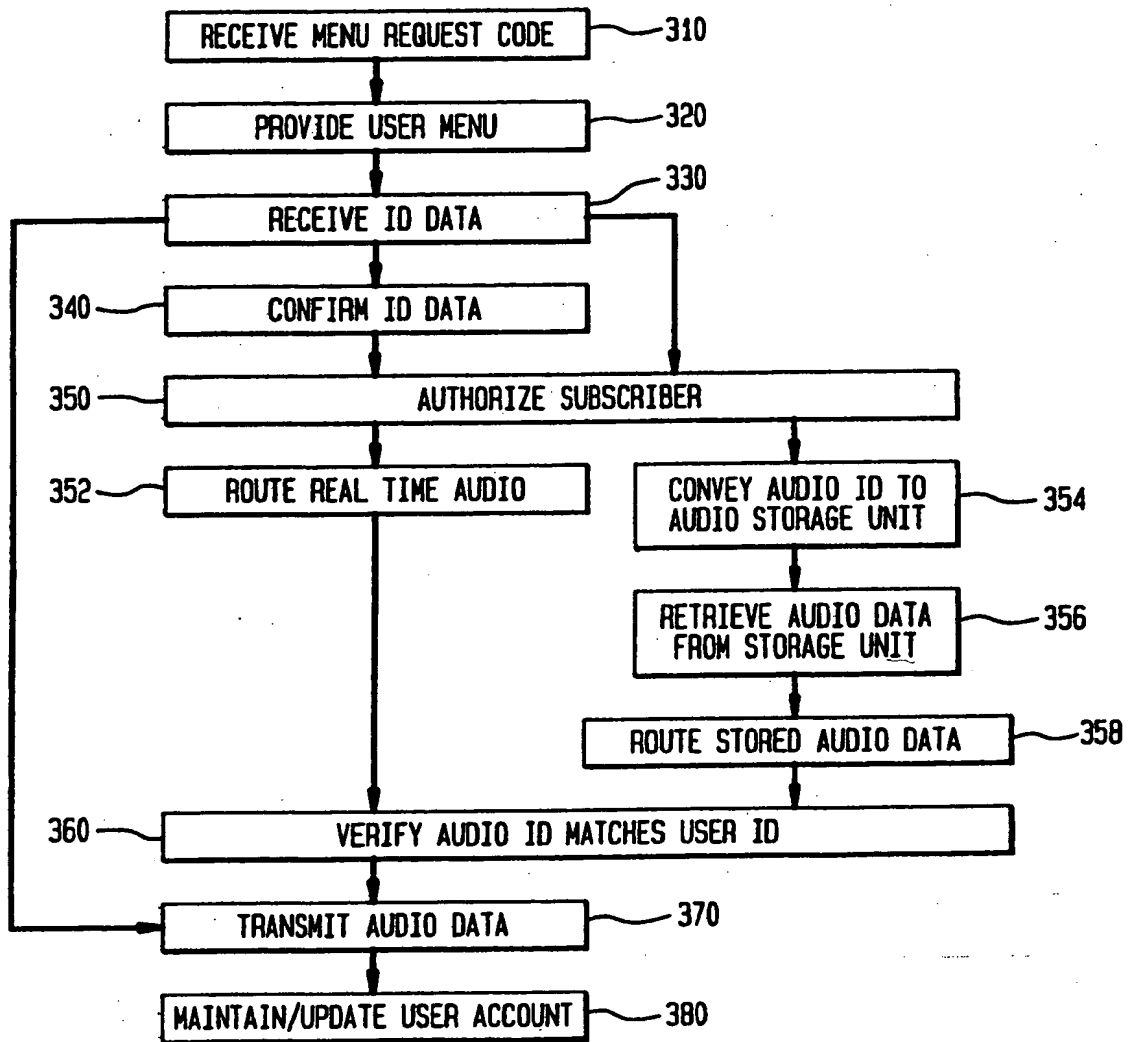 RECEIVE MENU REQUEST CODE 310
PROVIDE USER MENU 320
330
RECEIVE ID DATA
340 CONFIRM ID DATA
350 AUTHORIZE SUBSCRIBER
352 ROUTE REAL TIME AUDIO
CONVEY AUDIO ID TO
AUDIO STORAGE UNIT
354
RETRIEVE AUDIO DATA
FROM STORAGE UNIT
356
ROUTE STORED AUDIO DATA 358
360 VERIFY AUDIO ID MATCHES USER ID
TRANSMIT AUDIO DATA 370
MAINTAIN/UPDATE USER ACCOUNT 380